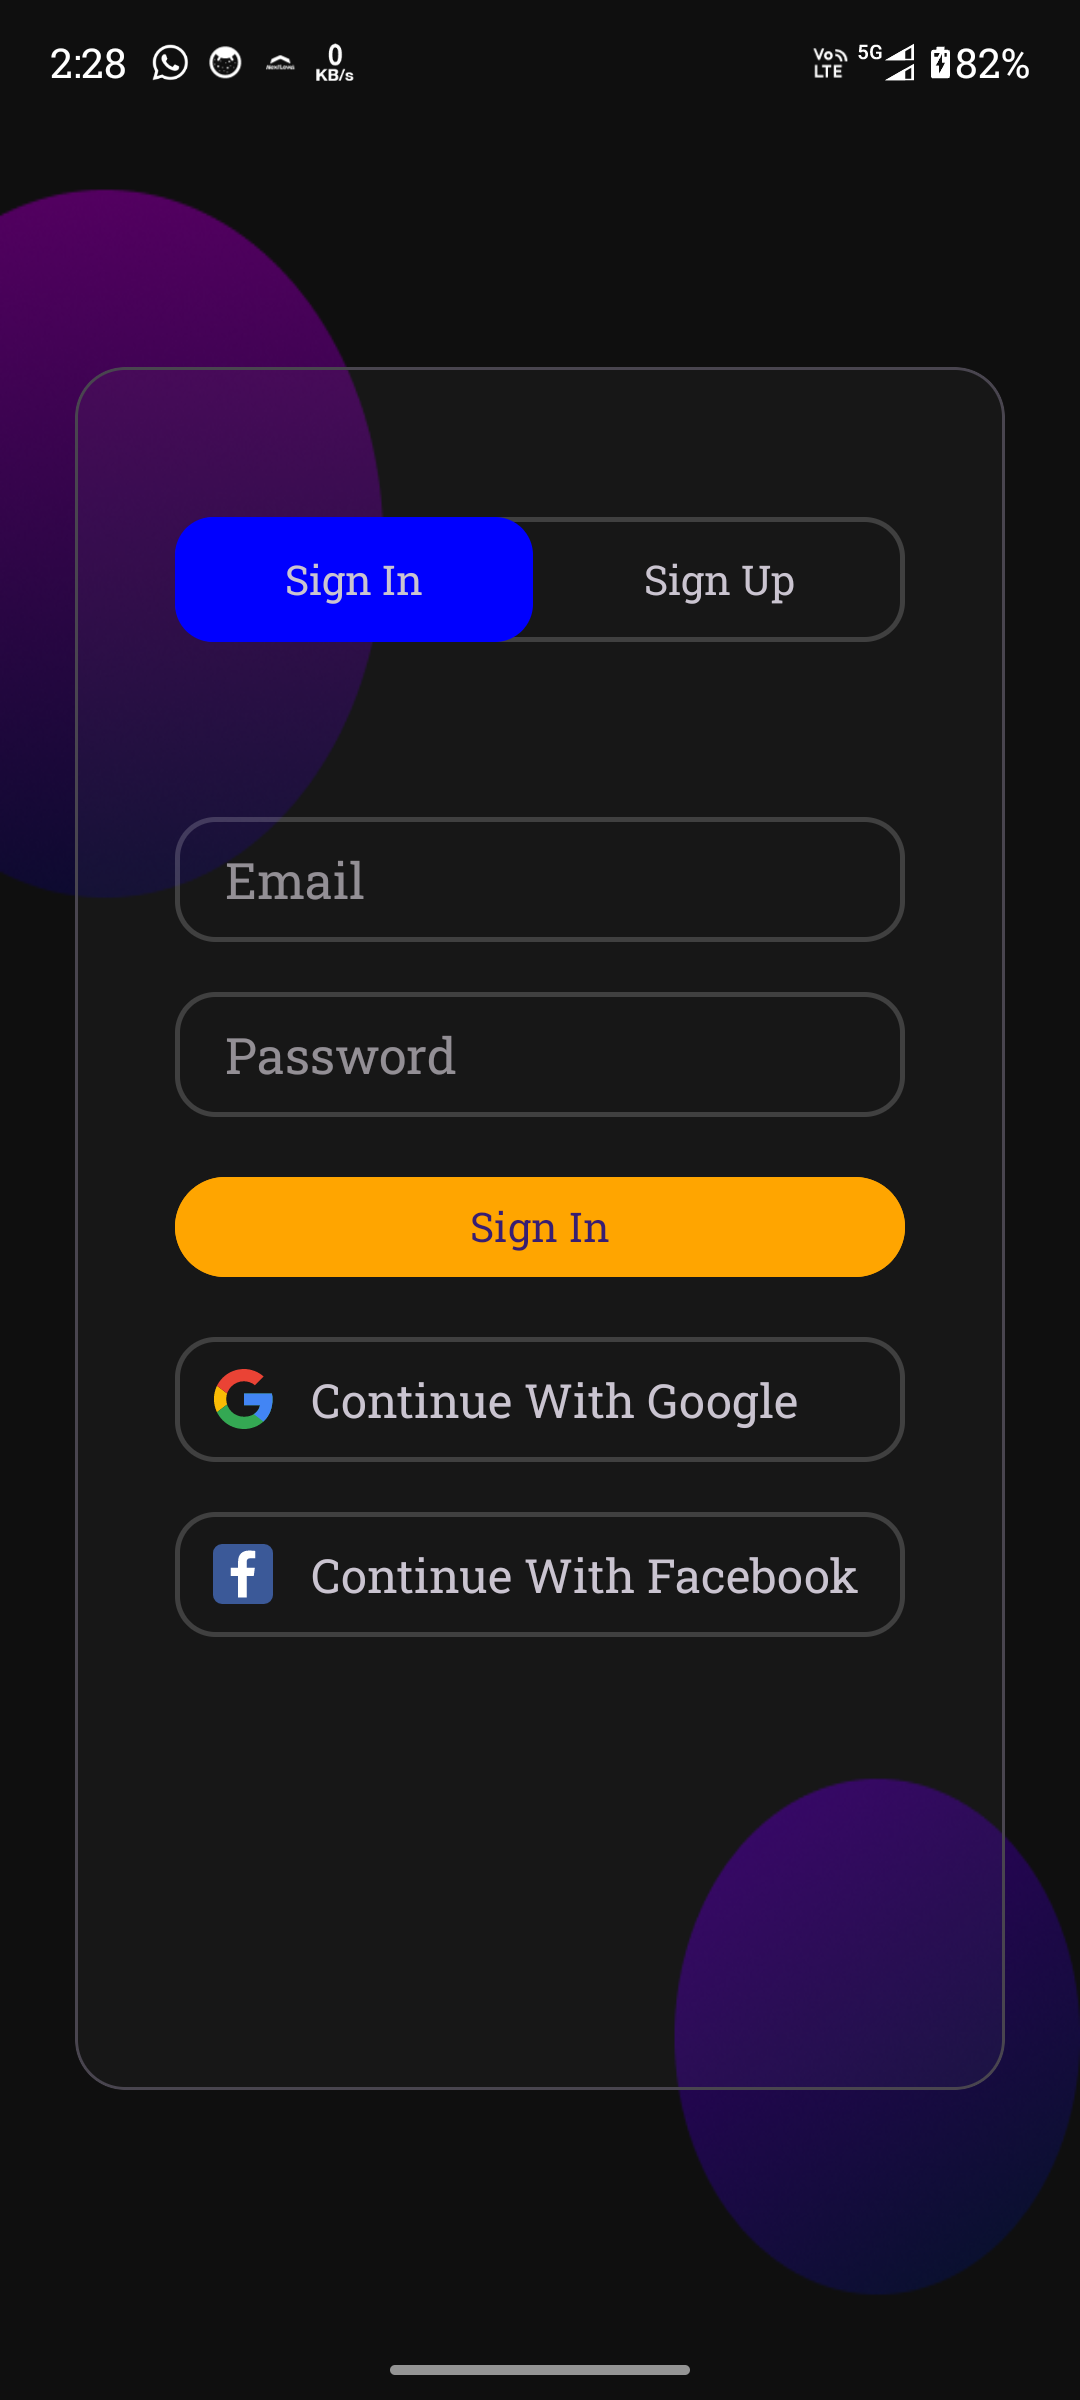 2:28 0 KB/s Vo LTE 5G 82%
Sign In Sign Up
Email
Password
Sign In
Continue With Google
Continue With Facebook